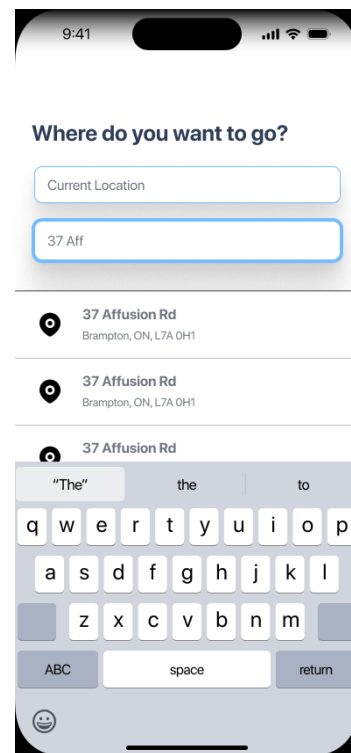 9:41
Where do you want to go?
Current Location
37 Aff
37 Affusion Rd
Brampton, ON, L7A 0H1
37 Affusion Rd
Brampton, ON, L7A 0H1
37 Affusion Rd
“The” the to
q w e r t y u i o p
a s d f g h j k l
z x c v b n m
ABC space return